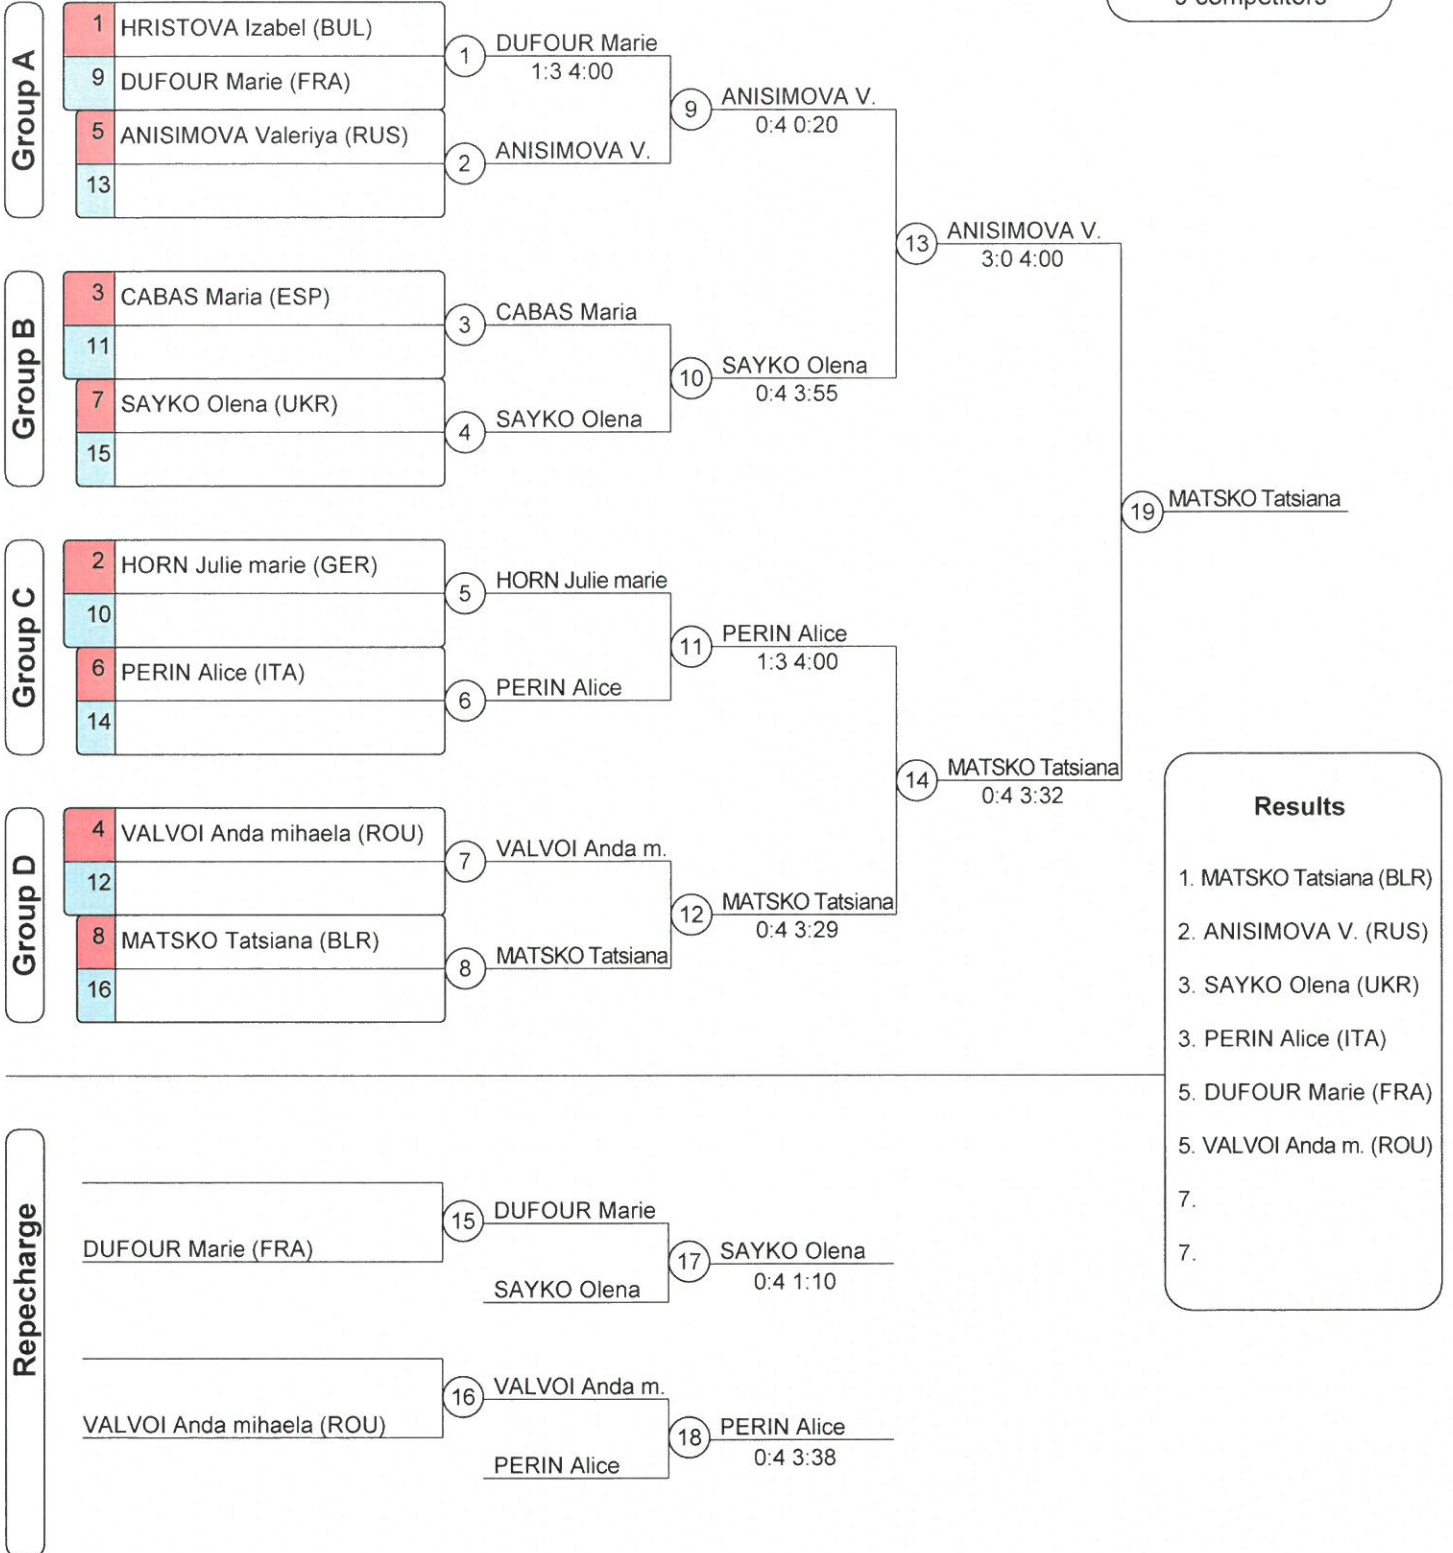 9 competitors
Group A
1 HRISTOVA Izabel (BUL)
9 DUFOUR Marie (FRA)
5 ANISIMOVA Valeriya (RUS)
13
1 DUFOUR Marie
1:3 4:00
2 ANISIMOVA V.
9 ANISIMOVA V.
0:4 0:20
Group B
3 CABAS Maria (ESP)
11
7 SAYKO Olena (UKR)
15
3 CABAS Maria
4 SAYKO Olena
10 SAYKO Olena
0:4 3:55
13 ANISIMOVA V.
3:0 4:00
Group C
2 HORN Julie marie (GER)
10
6 PERIN Alice (ITA)
14
5 HORN Julie marie
6 PERIN Alice
11 PERIN Alice
1:3 4:00
Group D
4 VALVOI Anda mihaela (ROU)
12
8 MATSKO Tatsiana (BLR)
16
7 VALVOI Anda m.
8 MATSKO Tatsiana
12 MATSKO Tatsiana
0:4 3:29
14 MATSKO Tatsiana
0:4 3:32
19 MATSKO Tatsiana
Results
1. MATSKO Tatsiana (BLR)
2. ANISIMOVA V. (RUS)
3. SAYKO Olena (UKR)
3. PERIN Alice (ITA)
5. DUFOUR Marie (FRA)
5. VALVOI Anda m. (ROU)
7.
7.
Repecharge
DUFOUR Marie (FRA)
15 DUFOUR Marie
SAYKO Olena
17 SAYKO Olena
0:4 1:10
VALVOI Anda mihaela (ROU)
16 VALVOI Anda m.
PERIN Alice
18 PERIN Alice
0:4 3:38